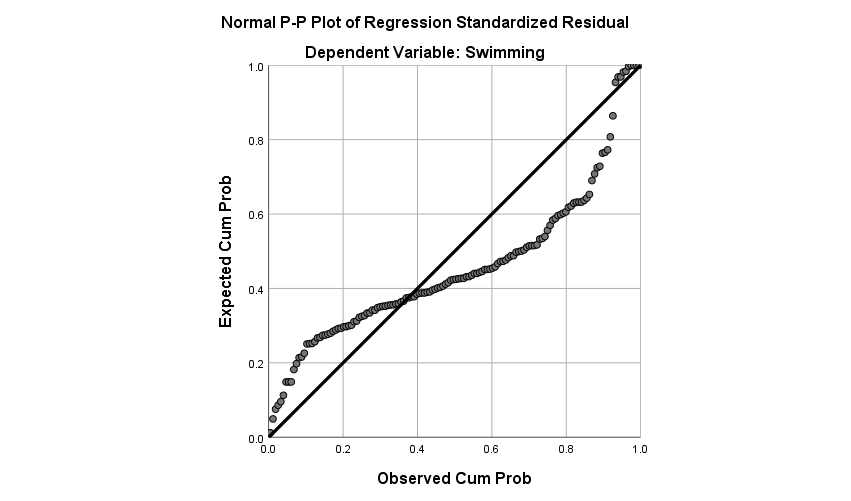 Normal P-P Plot of Regression Standardized Residual
Dependent Variable: Swimming
Expected Cum Prob
1.0
0.8
0.6
0.4
0.2
0.0
0.0 0.2 0.4 0.6 0.8 1.0
Observed Cum Prob